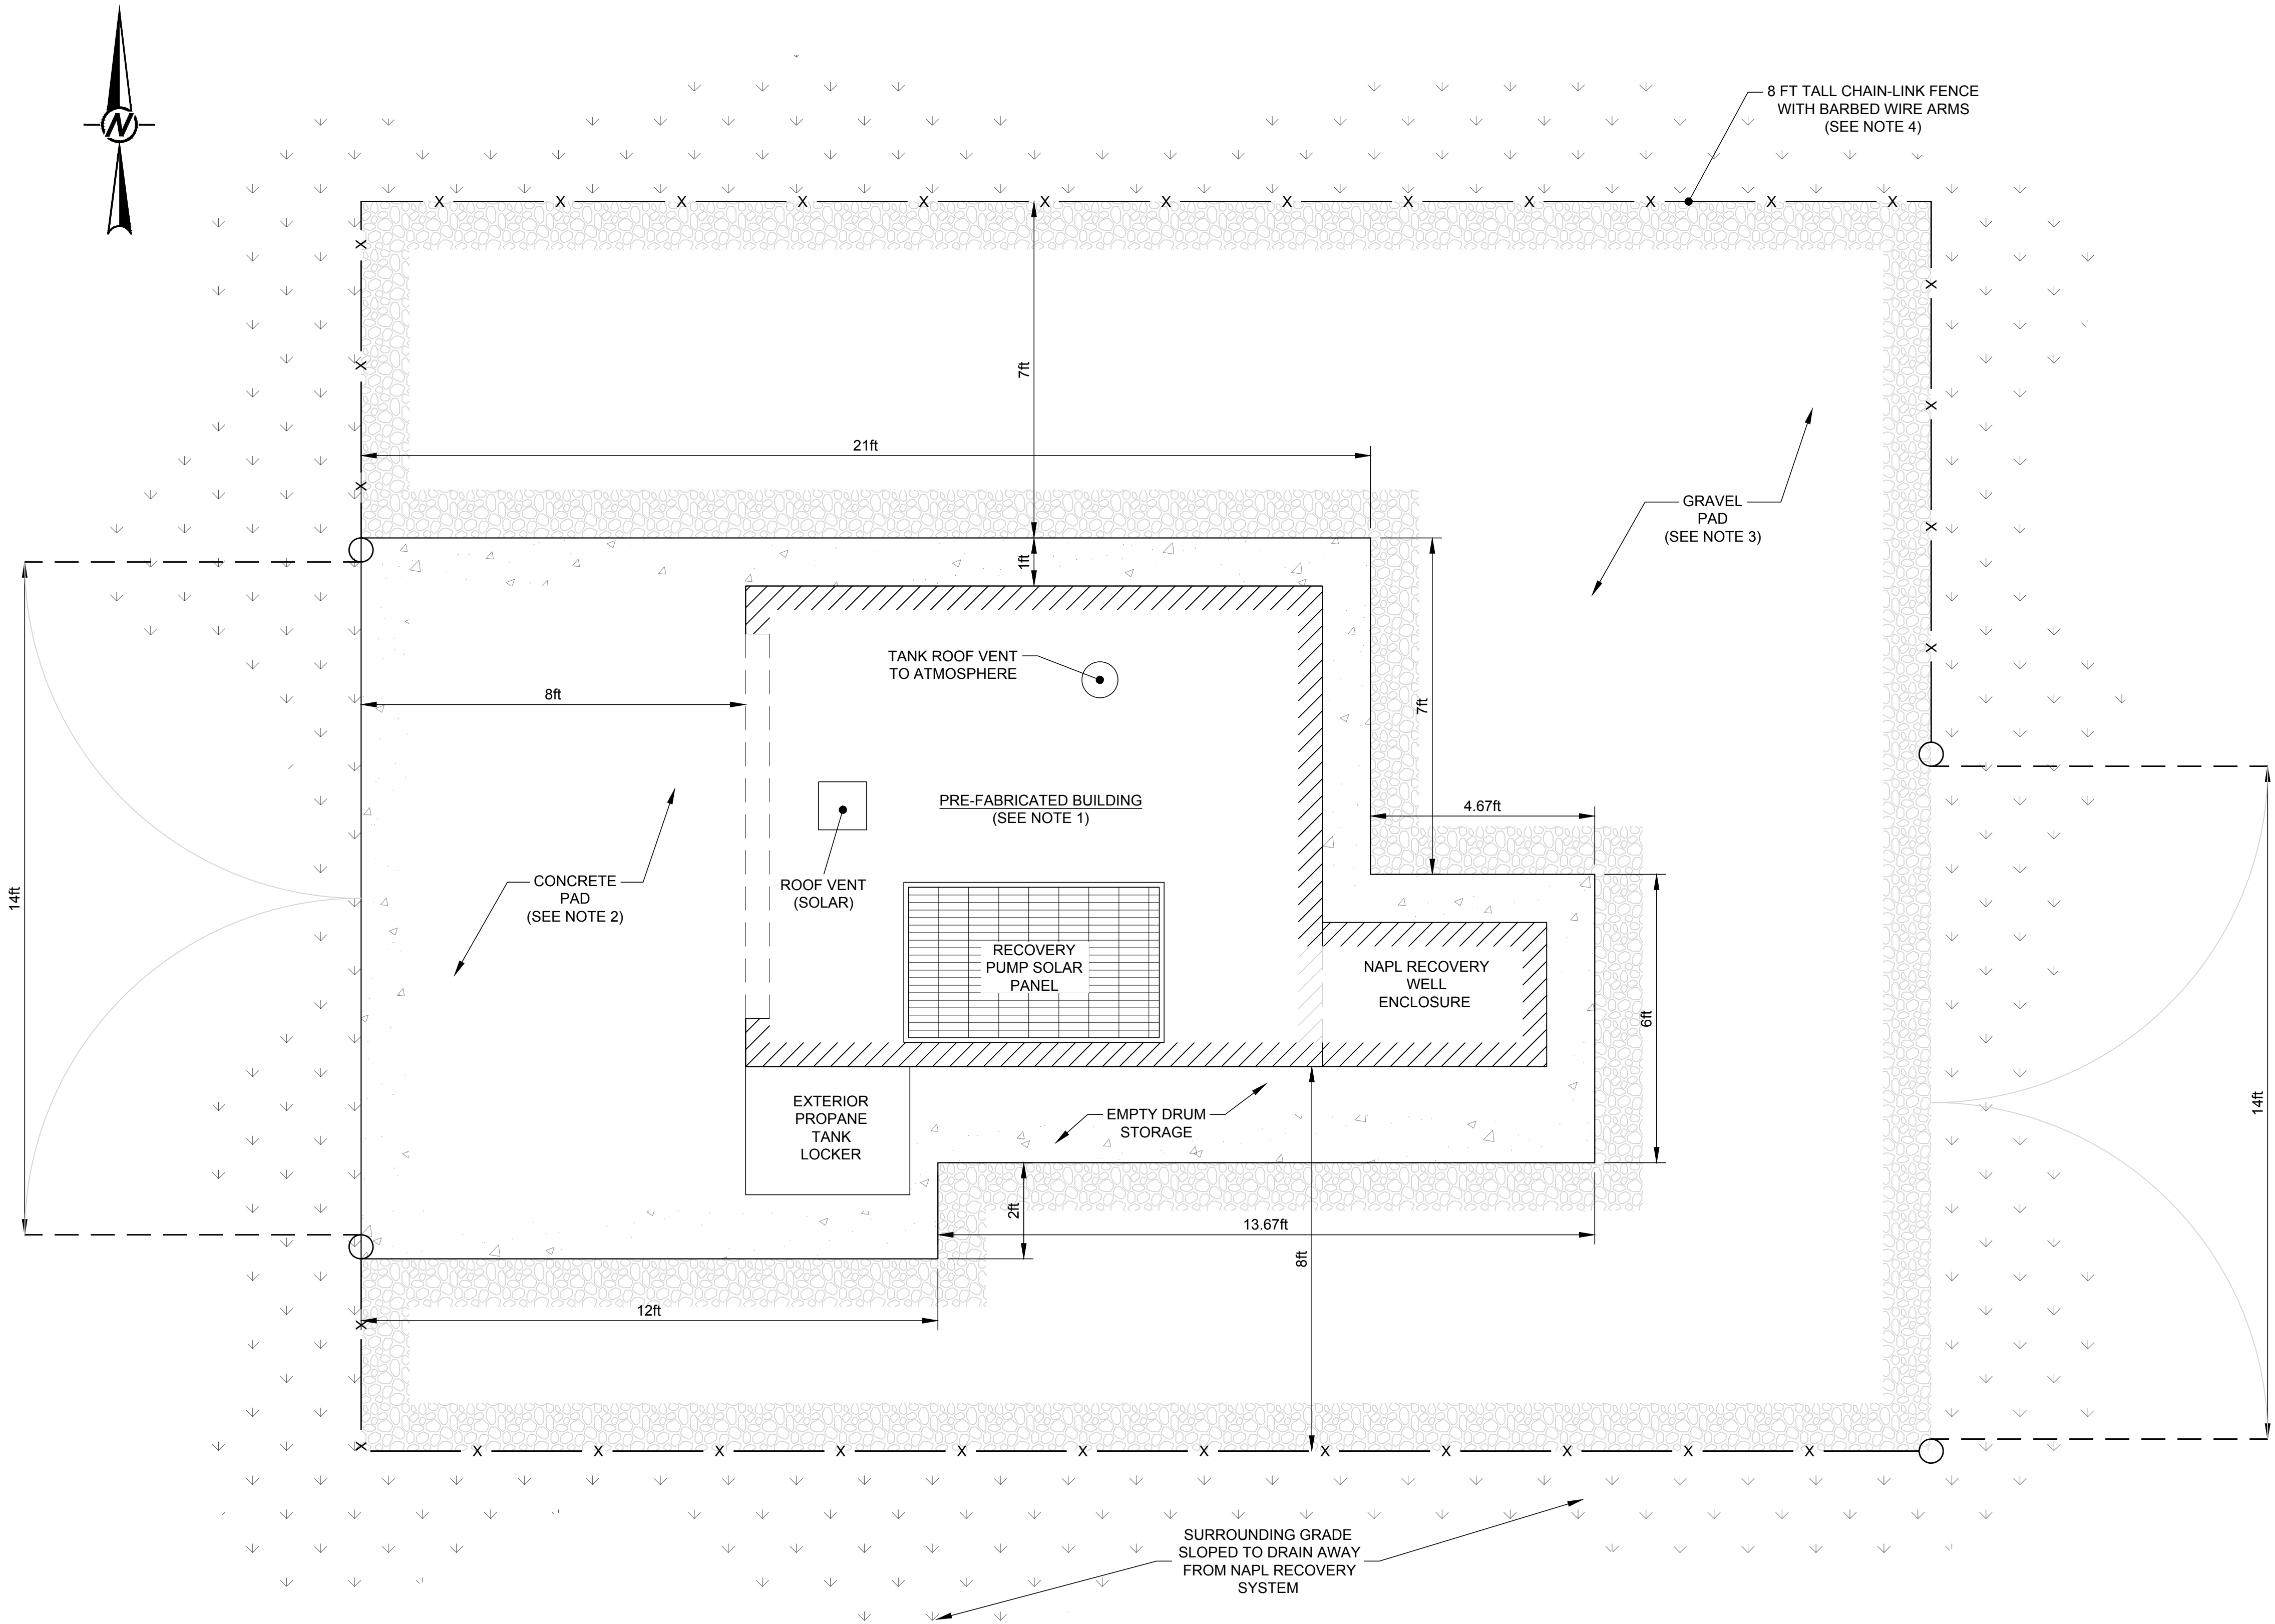 N
8 FT TALL CHAIN-LINK FENCE
WITH BARBED WIRE ARMS
(SEE NOTE 4)
7ft
21ft
GRAVEL
PAD
(SEE NOTE 3)
1ft
TANK ROOF VENT
TO ATMOSPHERE
8ft
7ft
PRE-FABRICATED BUILDING
(SEE NOTE 1)
4.67ft
CONCRETE
PAD
(SEE NOTE 2)
ROOF VENT
(SOLAR)
14ft
RECOVERY
PUMP SOLAR
PANEL
NAPL RECOVERY
WELL
ENCLOSURE
6ft
EXTERIOR
PROPANE
TANK
LOCKER
EMPTY DRUM
STORAGE
14ft
2ft
13.67ft
8ft
12ft
SURROUNDING GRADE
SLOPED TO DRAIN AWAY
FROM NAPL RECOVERY
SYSTEM